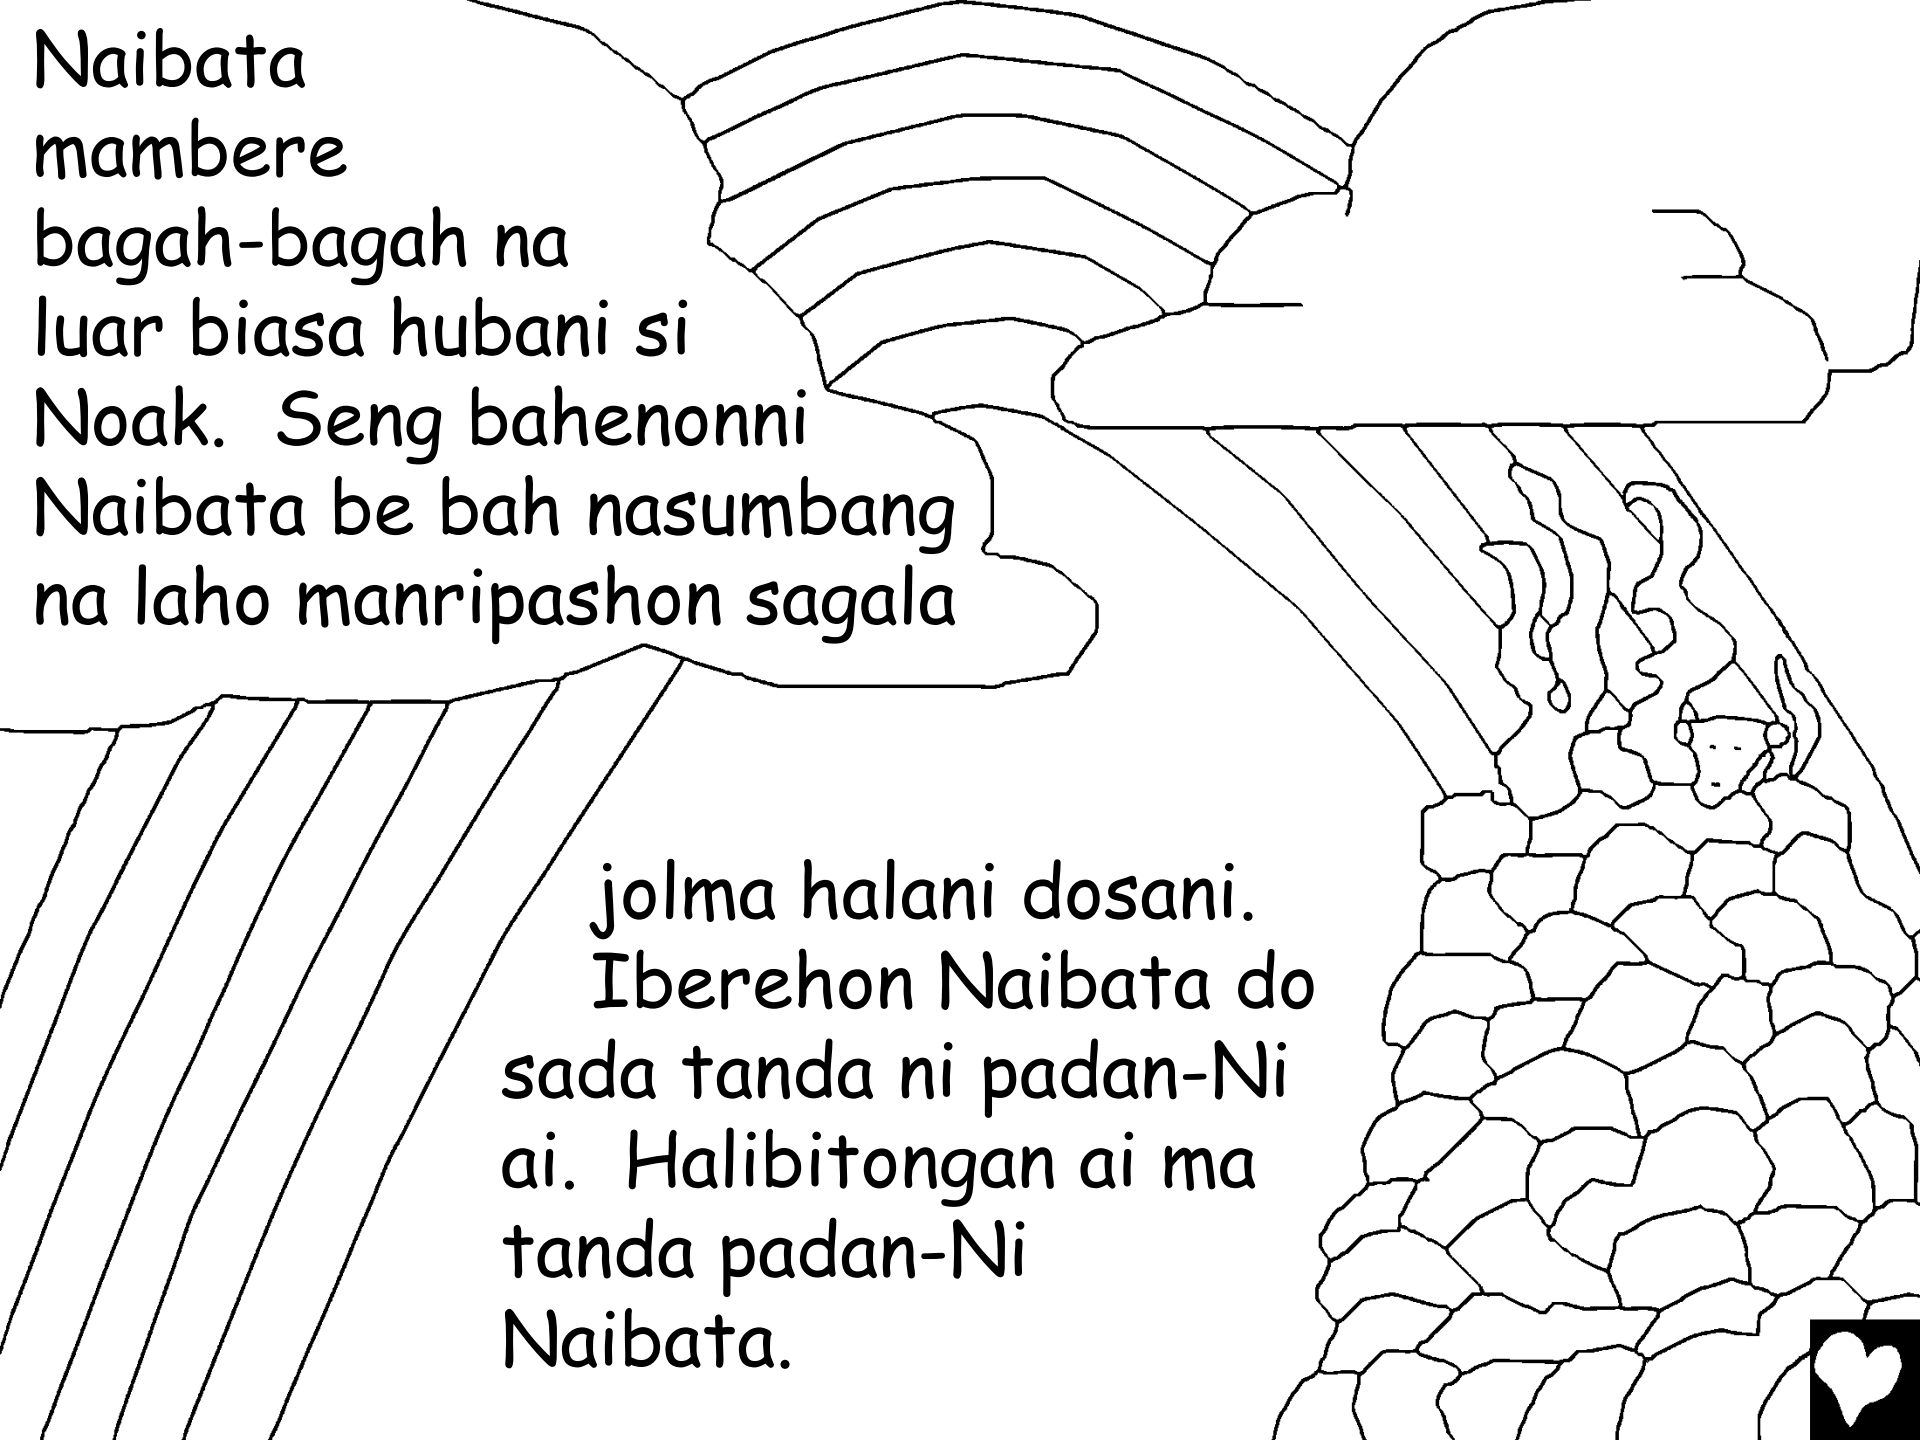 Naibata
mambere
bagah-bagah na
luar biasa hubani si
Noak.  Seng bahenonni
Naibata be bah nasumbang
na laho manripashon sagala
jolma halani dosani.
Iberehon Naibata do
sada tanda ni padan-Ni
ai.  Halibitongan ai ma
tanda padan-Ni
Naibata.